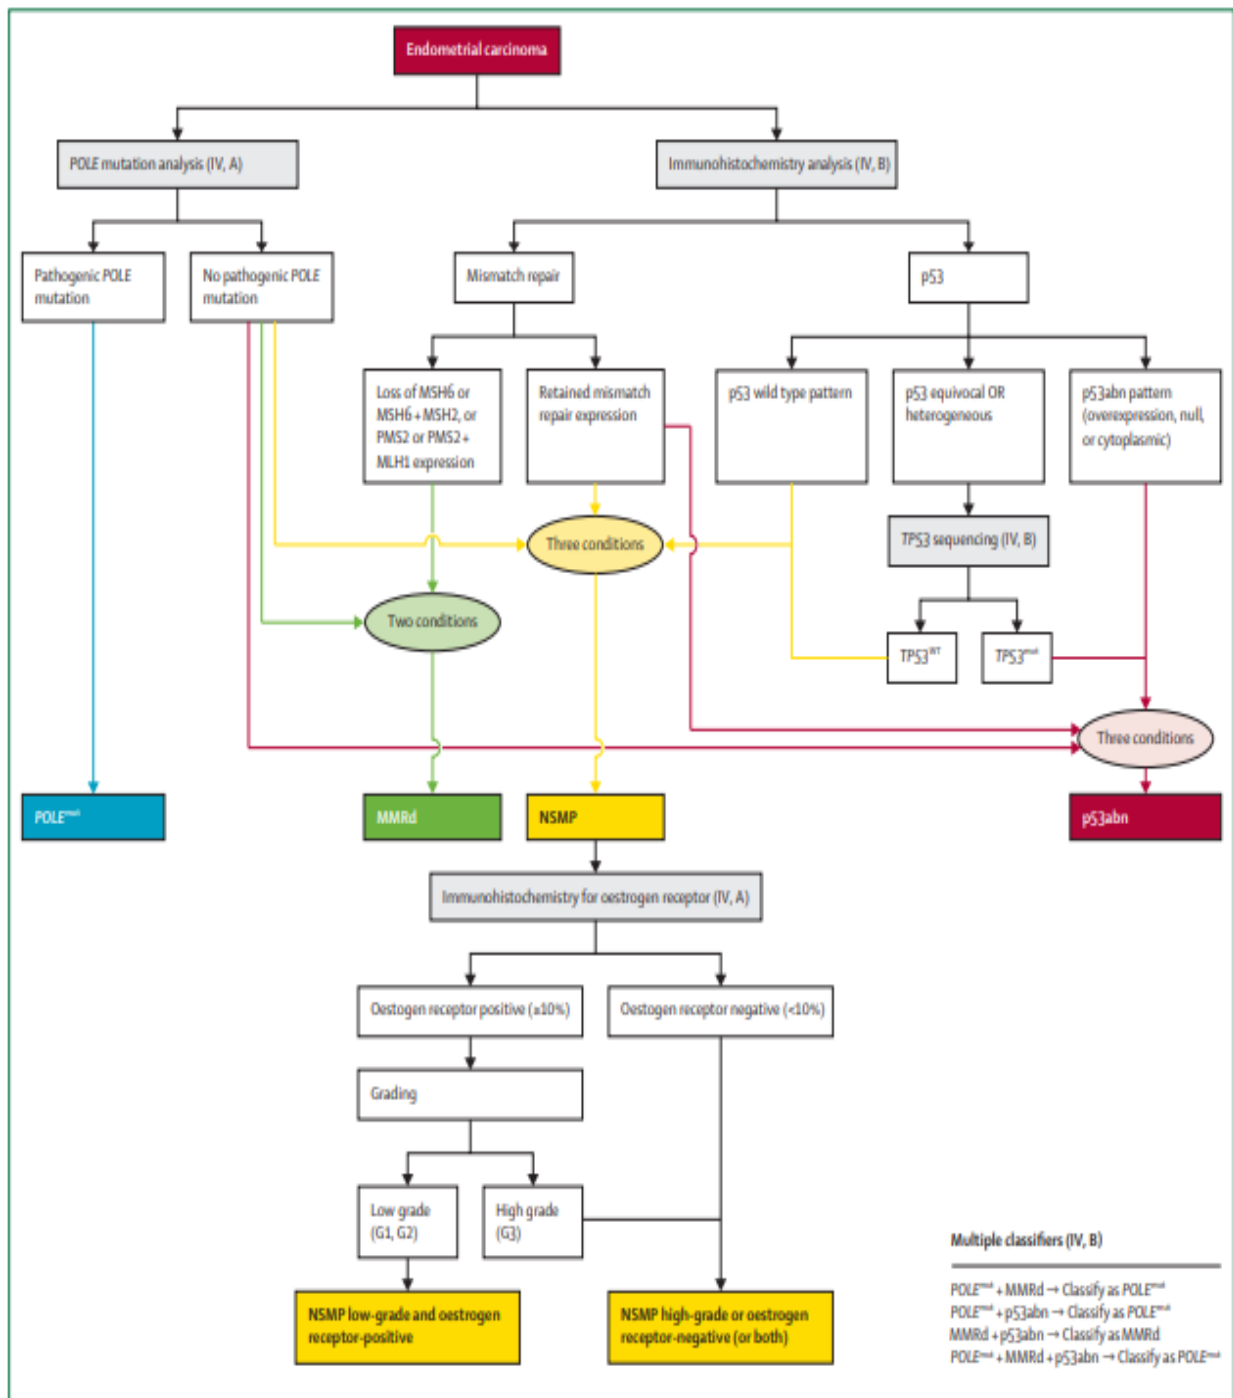 Endometrial carcinoma
POLE mutation analysis (IV, A)
Immunohistochemistry analysis (IV, B)
Pathogenic POLE
mutation
No pathogenic POLE
mutation
Mismatch repair
p53
Loss of MSH6 or
MSH6 + MSH2, or
PMS2 or PMS2 +
MLH1 expression
Retained mismatch
repair expression
p53 wild type pattern
p53 equivocal OR
heterogeneous
p53abn pattern
(overexpression, null,
or cytoplasmic)
Three conditions
TP53 sequencing (IV, B)
Two conditions
TP53WT
TP53mut
Three conditions
POLEmut
MMRd
NSMP
p53abn
Immunohistochemistry for oestrogen receptor (IV, A)
Oestogen receptor positive (≥10%)
Oestogen receptor negative (<10%)
Grading
Low grade
(G1, G2)
High grade
(G3)
NSMP low-grade and oestrogen
receptor-positive
NSMP high-grade or oestrogen
receptor-negative (or both)
Multiple classifiers (IV, B)
POLEmut + MMRd → Classify as POLEmut
POLEmut + p53abn → Classify as POLEmut
MMRd + p53abn → Classify as MMRd
POLEmut + MMRd + p53abn → Classify as POLEmut